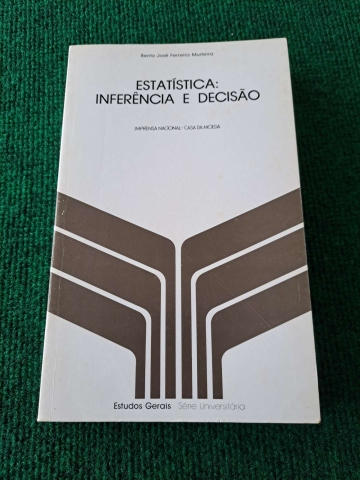 Bento José Ferreira Murteira
ESTATÍSTICA:
INFERÊNCIA E DECISÃO
IMPRENSA NACIONAL - CASA DA MOEDA
Estudos Gerais Série Universitária